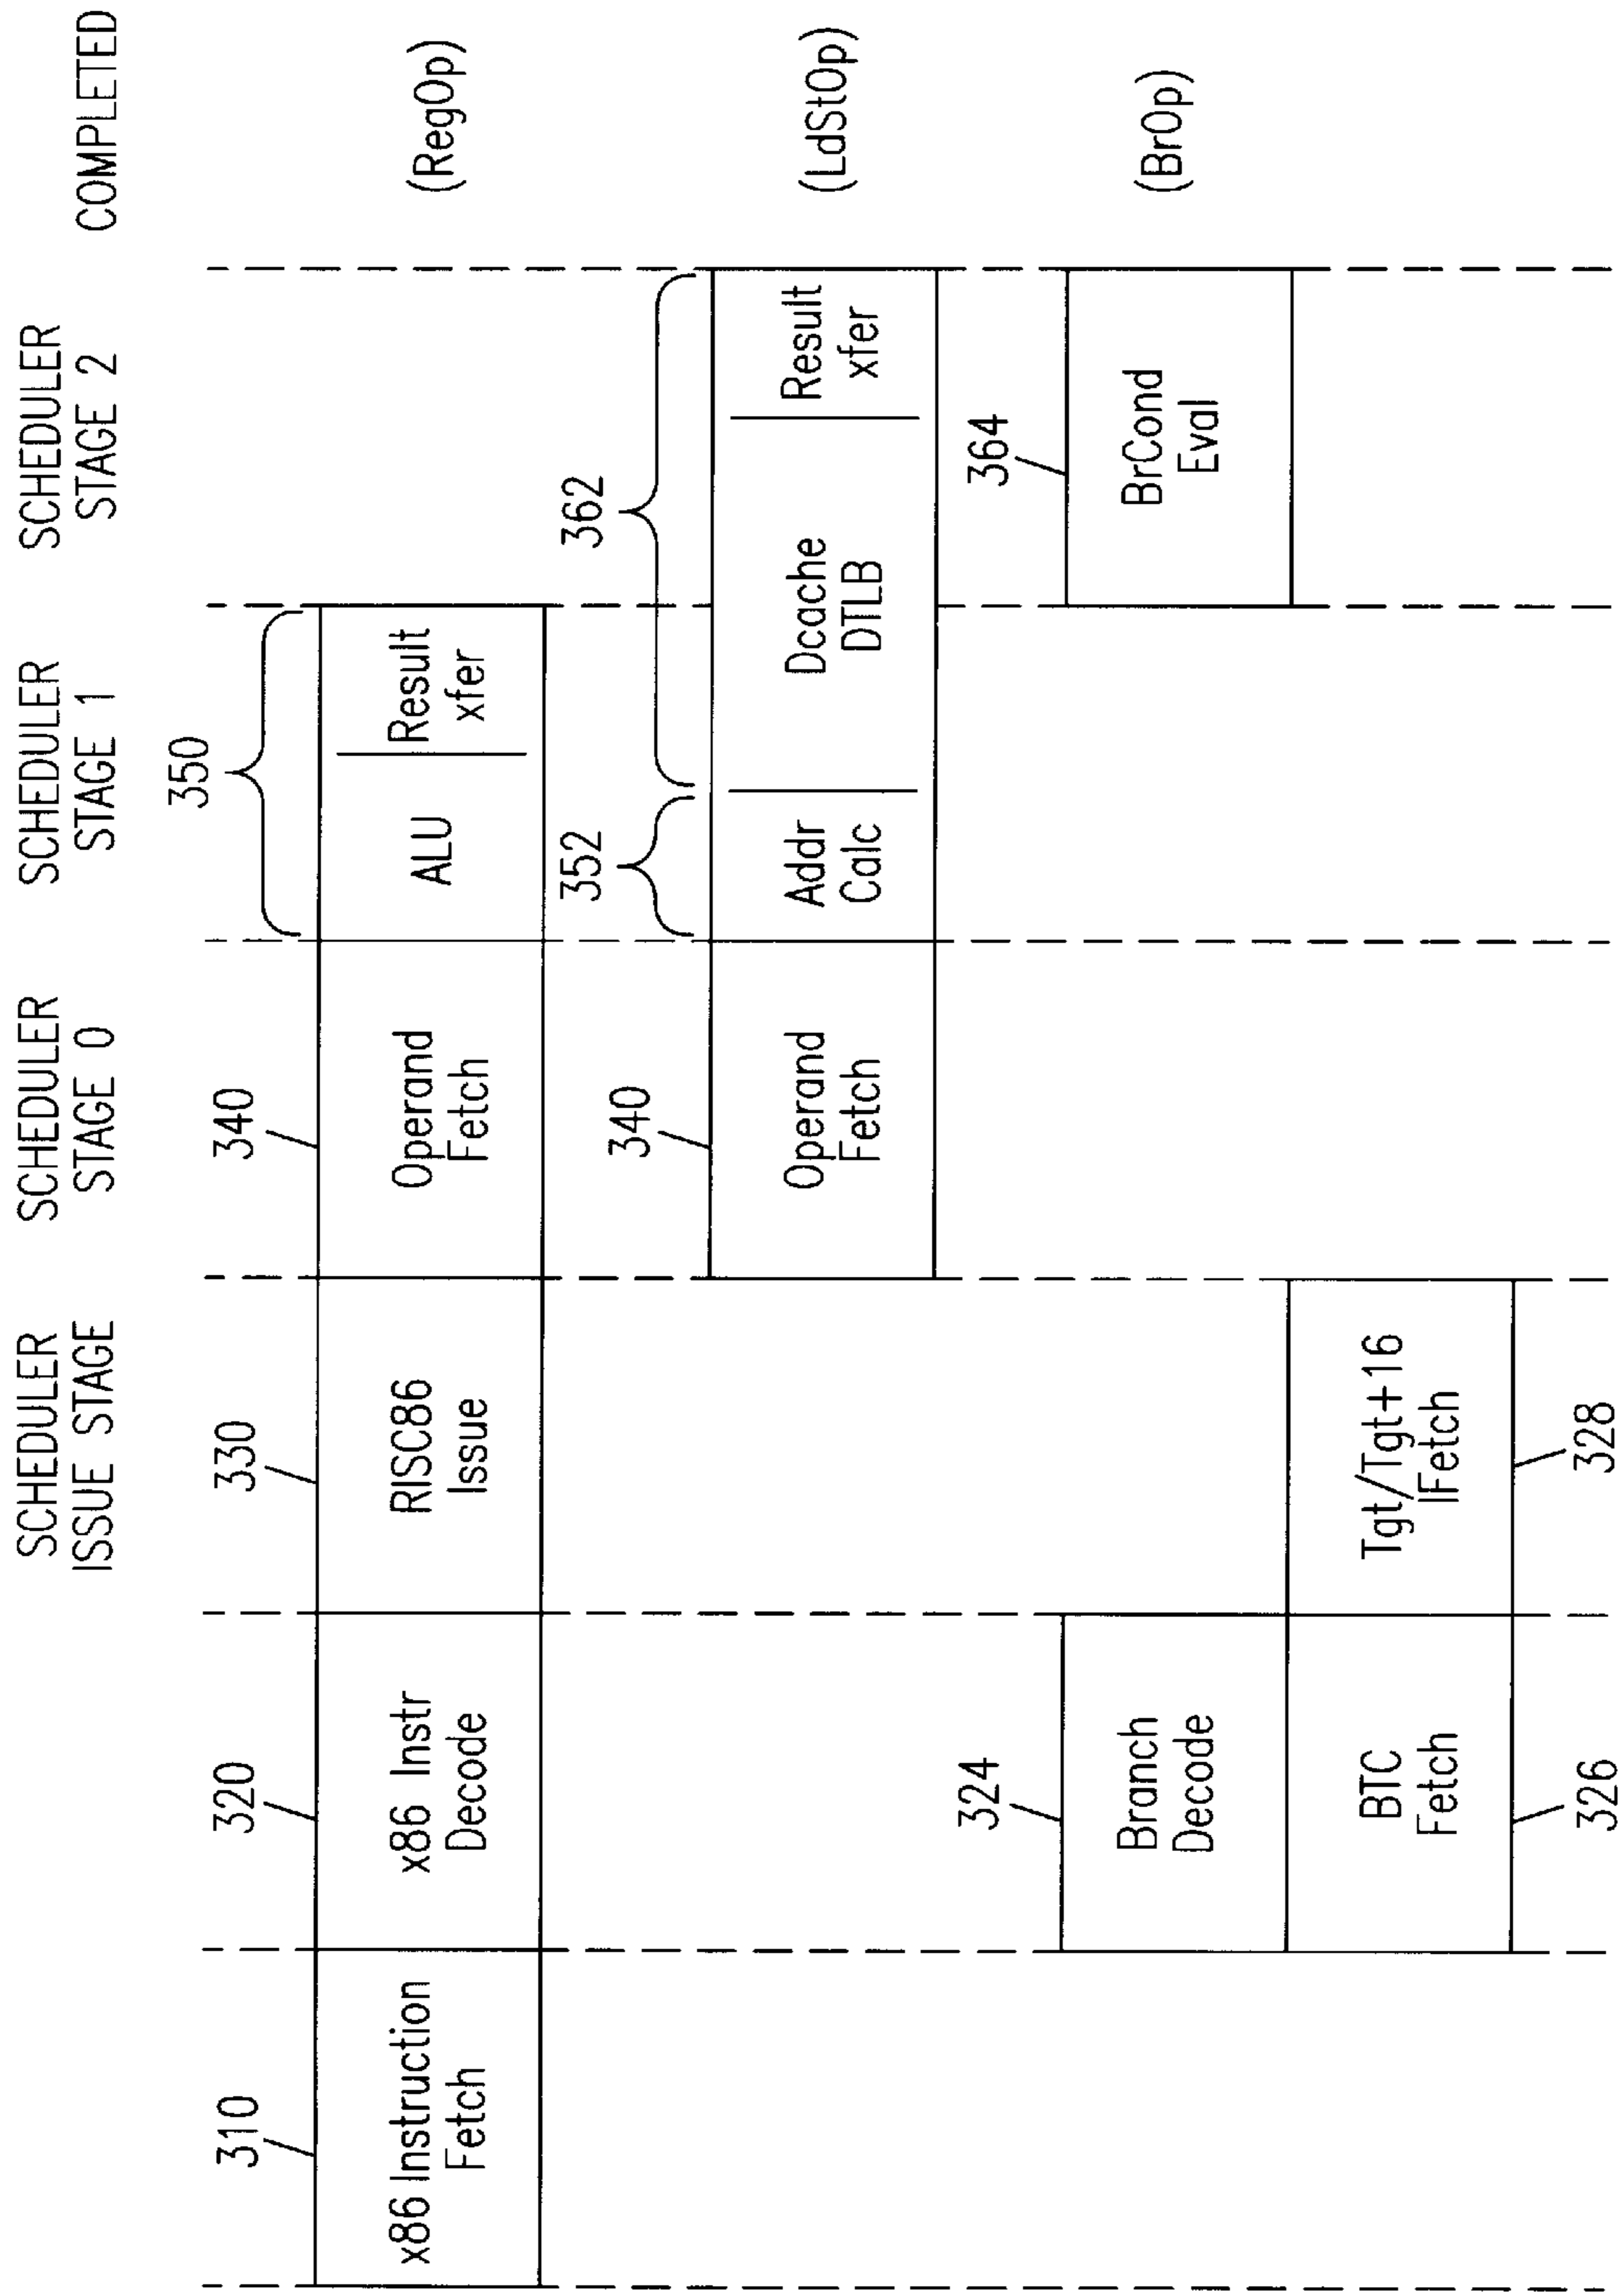 SCHEDULER
ISSUE STAGE
SCHEDULER
STAGE 0
SCHEDULER
STAGE 1
SCHEDULER
STAGE 2
COMPLETED
310
320
330
340
350
x86 Instruction
Fetch
x86 Instr
Decode
RISC86
Issue
Operand
Fetch
ALU
Result
xfer
(RegOp)
340
352
362
Operand
Fetch
Addr
Calc
Dcache
DTLB
Result
xfer
(LdStOp)
324
364
Branch
Decode
BrCond
Eval
(BrOp)
BTC
Fetch
Tgt/Tgt+16
IFetch
326
328